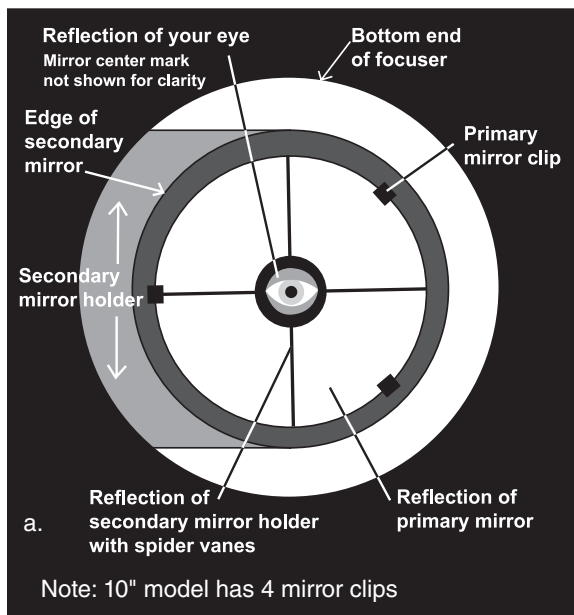 Reflection of your eye
Mirror center mark
not shown for clarity
Bottom end
of focuser
Edge of
secondary
mirror
Primary
mirror clip
Secondary
mirror holder
Reflection of
secondary mirror holder
with spider vanes
Reflection of
primary mirror
a.
Note: 10" model has 4 mirror clips